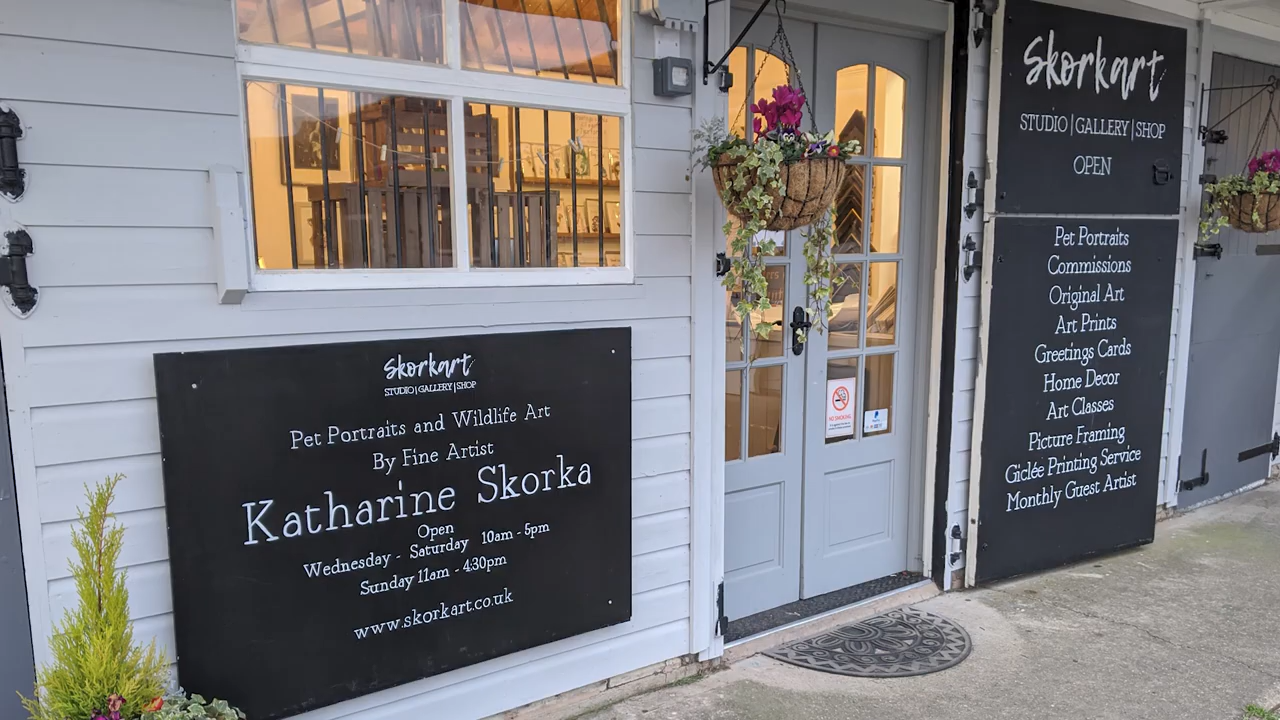 Skorkart
STUDIO|GALLERY|SHOP
Pet Portraits and Wildlife Art
By Fine Artist
Katharine Skorka
Open
Wednesday - Saturday 10am - 5pm
Sunday 11am - 4:30pm
www.skorkart.co.uk
NO SMOKING
Skorkart
STUDIO|GALLERY|SHOP
OPEN
Pet Portraits
Commissions
Original Art
Art Prints
Greetings Cards
Home Decor
Art Classes
Picture Framing
Giclée Printing Service
Monthly Guest Artist